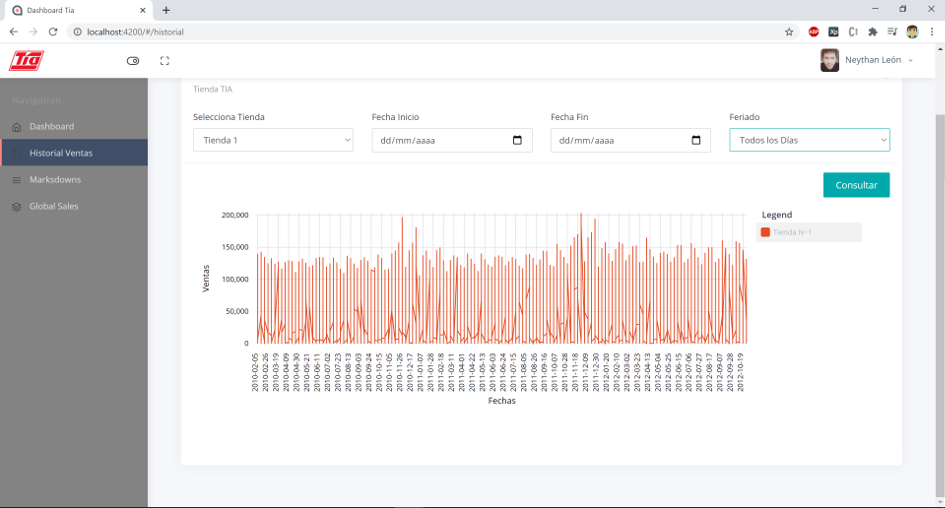 Dashboard Tia
localhost:4200/#/historial
ABP
Tía
Neythan León
Navigation
Dashboard
Historial Ventas
Marksdowns
Global Sales
Tienda TIA
Selecciona Tienda
Fecha Inicio
Fecha Fin
Feriado
Tienda 1
dd/mm/aaaa
dd/mm/aaaa
Todos los Días
Consultar
Legend
Tienda N-1
200,000
150,000
100,000
50,000
0
Ventas
2010-02-05
2010-02-26
2010-03-19
2010-04-09
2010-04-30
2010-05-21
2010-06-11
2010-07-02
2010-07-23
2010-08-13
2010-09-03
2010-09-24
2010-10-15
2010-11-05
2010-11-26
2010-12-17
2011-01-07
2011-01-28
2011-02-18
2011-03-11
2011-04-01
2011-04-22
2011-05-13
2011-06-03
2011-06-24
2011-07-15
2011-08-05
2011-08-26
2011-09-16
2011-10-07
2011-10-28
2011-11-18
2011-12-09
2011-12-30
2012-01-20
2012-02-10
2012-03-02
2012-03-23
2012-04-13
2012-05-04
2012-05-25
2012-06-15
2012-07-06
2012-07-27
2012-08-17
2012-09-07
2012-09-28
2012-10-19
Fechas